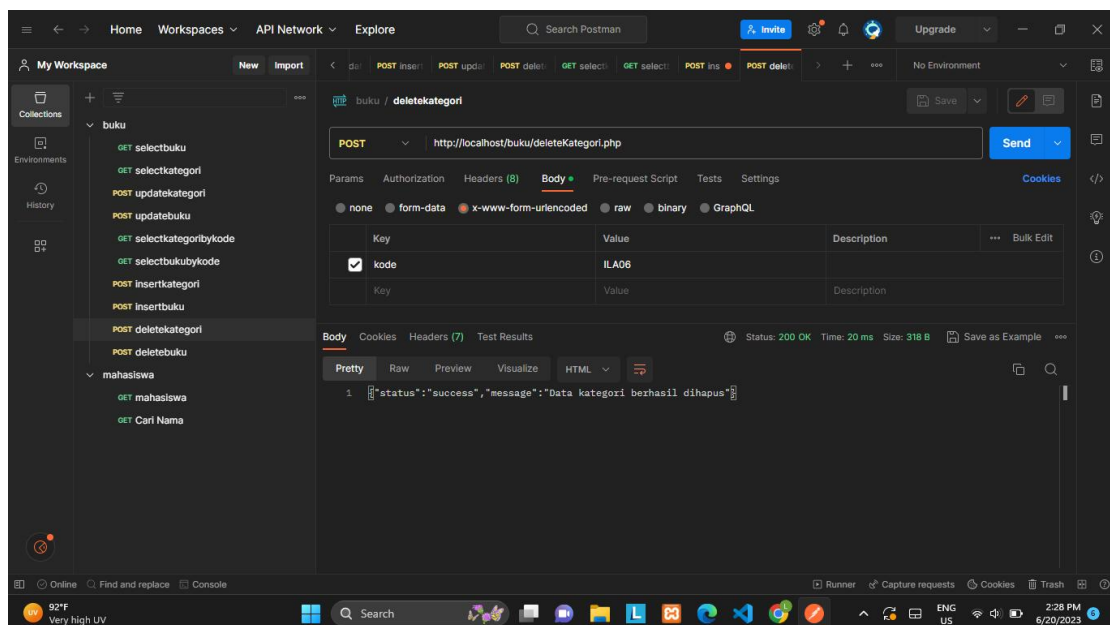 Home Workspaces API Network Explore Search Postman Invite Upgrade
My Workspace New Import POST insert POST upda POST delet GET select GET select POST ins POST delet No Environment
Collections
Environments
History
buku
GET selectbuku
GET selectkategori
POST updatekategori
POST updatebuku
GET selectkategoribykode
GET selectbukubykode
POST insertkategori
POST insertbuku
POST deletekategori
POST deletebuku
mahasiswa
GET mahasiswa
GET Cari Nama
HTTP buku / deletekategori Save
POST http://localhost/buku/deleteKategori.php Send
Params Authorization Headers (8) Body Pre-request Script Tests Settings Cookies
none form-data x-www-form-urlencoded raw binary GraphQL
Key Value Description Bulk Edit
kode ILA06
Key Value Description
Body Cookies Headers (7) Test Results Status: 200 OK Time: 20 ms Size: 318 B Save as Example
Pretty Raw Preview Visualize HTML
1 {"status":"success","message":"Data kategori berhasil dihapus"}
Online Find and replace Console Runner Capture requests Cookies Trash
UV 92°F Very high UV Search ENG US 2:28 PM 6/20/2023 6